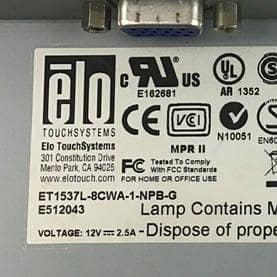 elo
TOUCHSYSTEMS
Elo TouchSystems
301 Constitution Drive
Menlo Park, CA 94025
www.elotouch.com
c RU US
E162681
UL
AR 1352
CE
VCI
N10051
MPR II
FC Tested To Comply
With FCC Standards
FOR HOME OR OFFICE USE
ET1537L-8CWA-1-NPB-G
E512043
Lamp Contains M
VOLTAGE: 12V 2.5A
- Dispose of prope